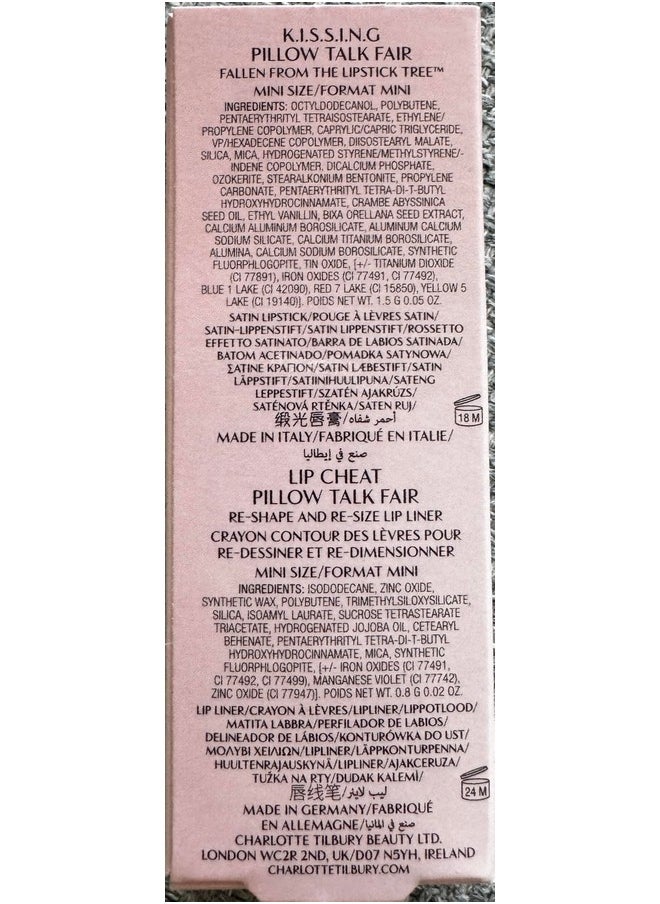 K.I.S.S.I.N.G
PILLOW TALK FAIR
FALLEN FROM THE LIPSTICK TREE™
MINI SIZE/FORMAT MINI
INGREDIENTS: OCTYLDODECANOL, POLYBUTENE,
PENTAERYTHRITYL TETRAISOSTEARATE, ETHYLENE/
PROPYLENE COPOLYMER, CAPRYLIC/CAPRIC TRIGLYCERIDE,
VP/HEXADECENE COPOLYMER, DIISOSTEARYL MALATE,
SILICA, MICA, HYDROGENATED STYRENE/METHYLSTYRENE/-
INDENE COPOLYMER, DICALCIUM PHOSPHATE,
OZOKERITE, STEARALKONIUM BENTONITE, PROPYLENE
CARBONATE, PENTAERYTHRITYL TETRA-DI-T-BUTYL
HYDROXYHYDROCINNAMATE, CRAMBE ABYSSINICA
SEED OIL, ETHYL VANILLIN, BIXA ORELLANA SEED EXTRACT,
CALCIUM ALUMINUM BOROSILICATE, ALUMINUM CALCIUM
SODIUM SILICATE, CALCIUM TITANIUM BOROSILICATE,
ALUMINA, CALCIUM SODIUM BOROSILICATE, SYNTHETIC
FLUORPHLOGOPITE, TIN OXIDE, [+/- TITANIUM DIOXIDE
(CI 77891), IRON OXIDES (CI 77491, CI 77492),
BLUE 1 LAKE (CI 42090), RED 7 LAKE (CI 15850), YELLOW 5
LAKE (CI 19140)]. POIDS NET WT. 1.5 G 0.05 OZ.
SATIN LIPSTICK/ROUGE À LÈVRES SATIN/
SATIN-LIPPENSTIFT/SATIN LIPPENSTIFT/ROSSETTO
EFFETTO SATINATO/BARRA DE LABIOS SATINADA/
BATOM ACETINADO/POMADKA SATYNOWA/
ΣΑΤΙΝΕ ΚΡΑΓΙΟΝ/SATIN LÆBESTIFT/SATIN
LÄPPSTIFT/SATIINIHUULIPUNA/SATENG
LEPPESTIFT/SZATÉN AJAKRÚZS/
SATÉNOVÁ RTĚNKA/SATEN RUJ/
缎光唇膏/أحمر شفاه/
18 M
MADE IN ITALY/FABRIQUÉ EN ITALIE/
صنع في إيطاليا
LIP CHEAT
PILLOW TALK FAIR
RE-SHAPE AND RE-SIZE LIP LINER
CRAYON CONTOUR DES LÈVRES POUR
RE-DESSINER ET RE-DIMENSIONNER
MINI SIZE/FORMAT MINI
INGREDIENTS: ISODODECANE, ZINC OXIDE,
SYNTHETIC WAX, POLYBUTENE, TRIMETHYLSILOXYSILICATE,
SILICA, ISOAMYL LAURATE, SUCROSE TETRASTEARATE
TRIACETATE, HYDROGENATED JOJOBA OIL, CETEARYL
BEHENATE, PENTAERYTHRITYL TETRA-DI-T-BUTYL
HYDROXYHYDROCINNAMATE, MICA, SYNTHETIC
FLUORPHLOGOPITE, [+/- IRON OXIDES (CI 77491,
CI 77492, CI 77499), MANGANESE VIOLET (CI 77742),
ZINC OXIDE (CI 77947)]. POIDS NET WT. 0.8 G 0.02 OZ.
LIP LINER/CRAYON À LÈVRES/LIPLINER/LIPPOTLOOD/
MATITA LABBRA/PERFILADOR DE LABIOS/
DELINEADOR DE LÁBIOS/KONTURÓWKA DO UST/
ΜΟΛΥΒΙ ΧΕΙΛΙΩΝ/LIPLINER/LÄPPKONTURPENNA/
HUULTENRAJAUSKYNÄ/LIPLINER/AJAKCERUZA/
TUŽKA NA RTY/DUDAK KALEMİ/
唇线笔/ليب لاينر/
24 M
MADE IN GERMANY/FABRIQUÉ
EN ALLEMAGNE/صنع في المانيا
CHARLOTTE TILBURY BEAUTY LTD.
LONDON WC2R 2ND, UK/D07 N5YH, IRELAND
CHARLOTTETILBURY.COM